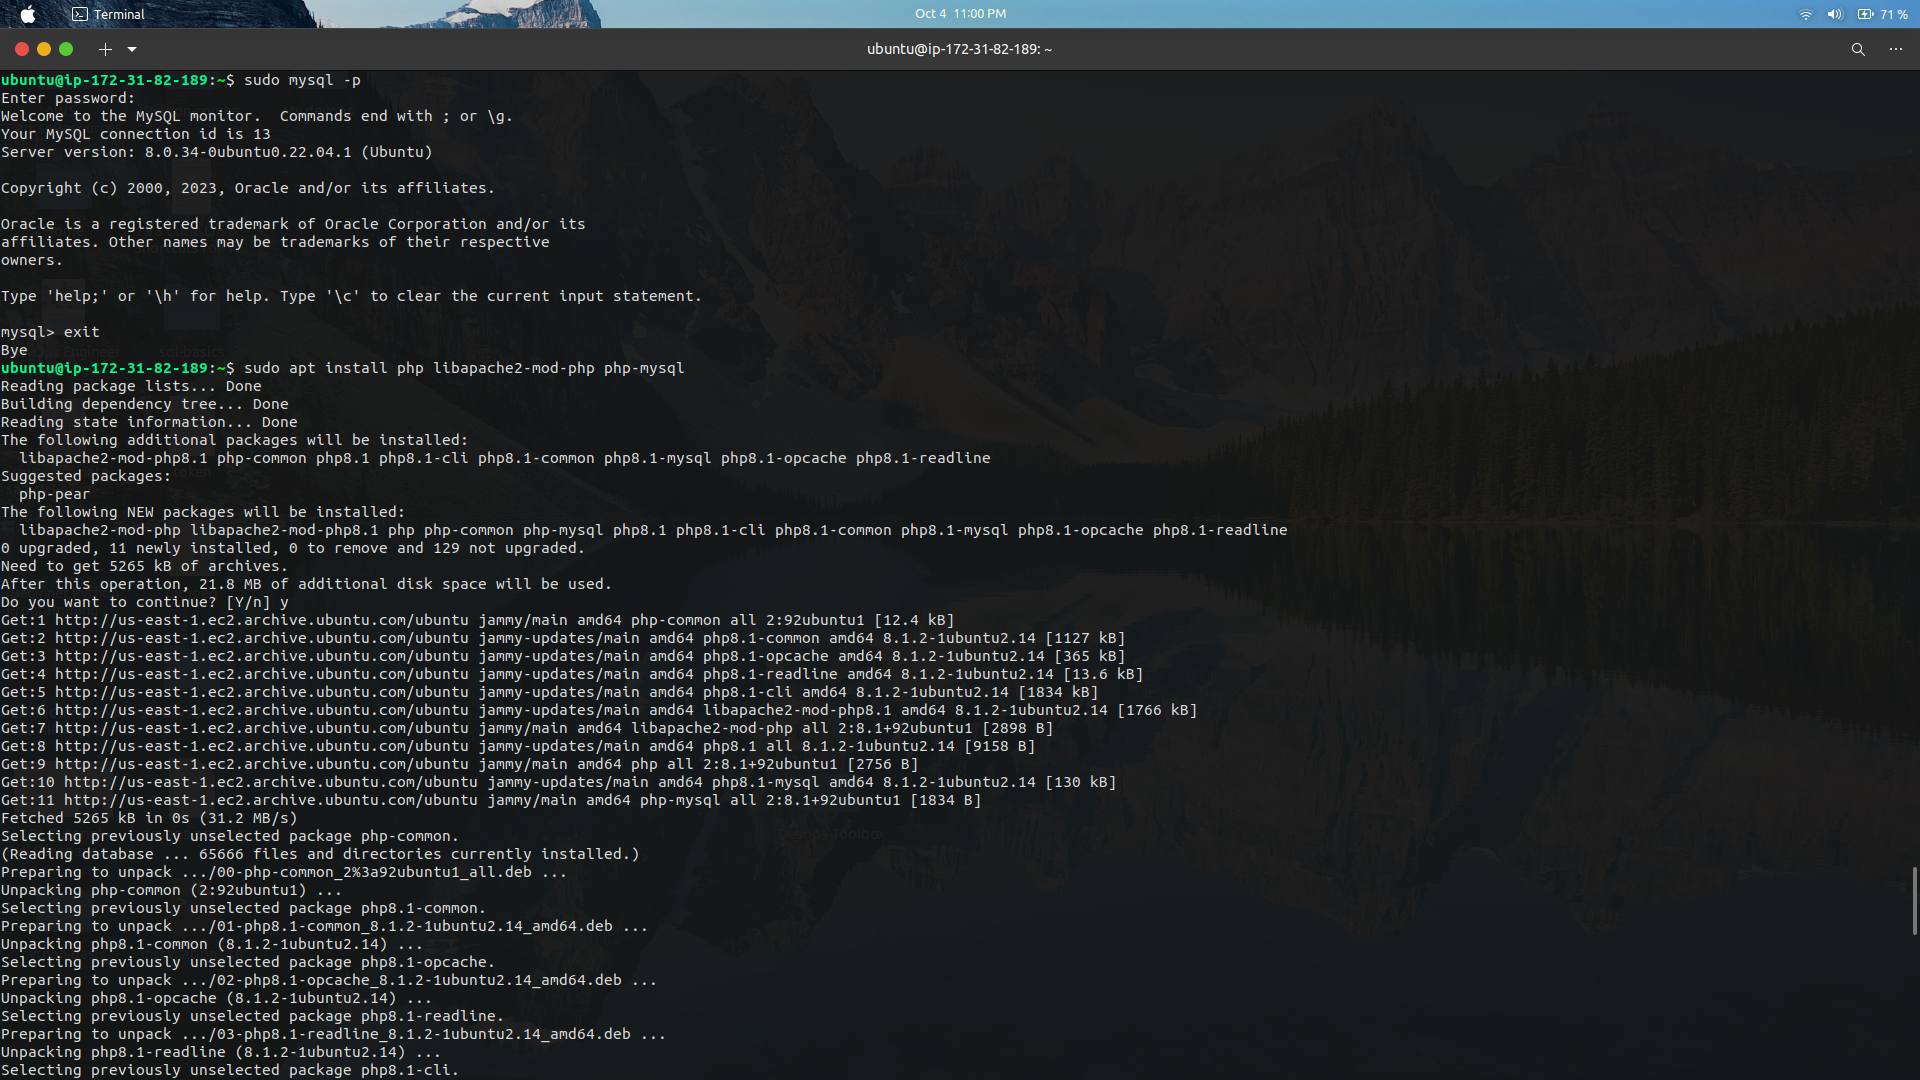 Terminal
Oct 4 11:00 PM
71 %
ubuntu@ip-172-31-82-189: ~
ubuntu@ip-172-31-82-189:~$ sudo mysql -p
Enter password:
Welcome to the MySQL monitor.  Commands end with ; or \g.
Your MySQL connection id is 13
Server version: 8.0.34-0ubuntu0.22.04.1 (Ubuntu)
Copyright (c) 2000, 2023, Oracle and/or its affiliates.
Oracle is a registered trademark of Oracle Corporation and/or its
affiliates. Other names may be trademarks of their respective
owners.
Type 'help;' or '\h' for help. Type '\c' to clear the current input statement.
mysql> exit
Bye
ubuntu@ip-172-31-82-189:~$ sudo apt install php libapache2-mod-php php-mysql
Reading package lists... Done
Building dependency tree... Done
Reading state information... Done
The following additional packages will be installed:
  libapache2-mod-php8.1 php-common php8.1 php8.1-cli php8.1-common php8.1-mysql php8.1-opcache php8.1-readline
Suggested packages:
  php-pear
The following NEW packages will be installed:
  libapache2-mod-php libapache2-mod-php8.1 php php-common php-mysql php8.1 php8.1-cli php8.1-common php8.1-mysql php8.1-opcache php8.1-readline
0 upgraded, 11 newly installed, 0 to remove and 129 not upgraded.
Need to get 5265 kB of archives.
After this operation, 21.8 MB of additional disk space will be used.
Do you want to continue? [Y/n] y
Get:1 http://us-east-1.ec2.archive.ubuntu.com/ubuntu jammy/main amd64 php-common all 2:92ubuntu1 [12.4 kB]
Get:2 http://us-east-1.ec2.archive.ubuntu.com/ubuntu jammy-updates/main amd64 php8.1-common amd64 8.1.2-1ubuntu2.14 [1127 kB]
Get:3 http://us-east-1.ec2.archive.ubuntu.com/ubuntu jammy-updates/main amd64 php8.1-opcache amd64 8.1.2-1ubuntu2.14 [365 kB]
Get:4 http://us-east-1.ec2.archive.ubuntu.com/ubuntu jammy-updates/main amd64 php8.1-readline amd64 8.1.2-1ubuntu2.14 [13.6 kB]
Get:5 http://us-east-1.ec2.archive.ubuntu.com/ubuntu jammy-updates/main amd64 php8.1-cli amd64 8.1.2-1ubuntu2.14 [1834 kB]
Get:6 http://us-east-1.ec2.archive.ubuntu.com/ubuntu jammy-updates/main amd64 libapache2-mod-php8.1 amd64 8.1.2-1ubuntu2.14 [1766 kB]
Get:7 http://us-east-1.ec2.archive.ubuntu.com/ubuntu jammy/main amd64 libapache2-mod-php all 2:8.1+92ubuntu1 [2898 B]
Get:8 http://us-east-1.ec2.archive.ubuntu.com/ubuntu jammy-updates/main amd64 php8.1 all 8.1.2-1ubuntu2.14 [9158 B]
Get:9 http://us-east-1.ec2.archive.ubuntu.com/ubuntu jammy/main amd64 php all 2:8.1+92ubuntu1 [2756 B]
Get:10 http://us-east-1.ec2.archive.ubuntu.com/ubuntu jammy-updates/main amd64 php8.1-mysql amd64 8.1.2-1ubuntu2.14 [130 kB]
Get:11 http://us-east-1.ec2.archive.ubuntu.com/ubuntu jammy/main amd64 php-mysql all 2:8.1+92ubuntu1 [1834 B]
Fetched 5265 kB in 0s (31.2 MB/s)
Selecting previously unselected package php-common.
(Reading database ... 65666 files and directories currently installed.)
Preparing to unpack .../00-php-common_2%3a92ubuntu1_all.deb ...
Unpacking php-common (2:92ubuntu1) ...
Selecting previously unselected package php8.1-common.
Preparing to unpack .../01-php8.1-common_8.1.2-1ubuntu2.14_amd64.deb ...
Unpacking php8.1-common (8.1.2-1ubuntu2.14) ...
Selecting previously unselected package php8.1-opcache.
Preparing to unpack .../02-php8.1-opcache_8.1.2-1ubuntu2.14_amd64.deb ...
Unpacking php8.1-opcache (8.1.2-1ubuntu2.14) ...
Selecting previously unselected package php8.1-readline.
Preparing to unpack .../03-php8.1-readline_8.1.2-1ubuntu2.14_amd64.deb ...
Unpacking php8.1-readline (8.1.2-1ubuntu2.14) ...
Selecting previously unselected package php8.1-cli.